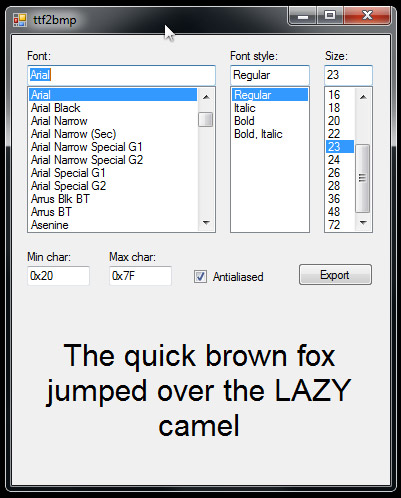 ttf2bmp
Font:
Font style:
Size:
Arial
Regular
23
Arial
Arial Black
Arial Narrow
Arial Narrow (Sec)
Arial Narrow Special G1
Arial Narrow Special G2
Arial Special G1
Arial Special G2
Arrus Blk BT
Arrus BT
Asenine
Regular
Italic
Bold
Bold, Italic
16
18
20
22
23
24
26
28
36
48
72
Min char:
Max char:
0x20
0x7F
Antialiased
Export
The quick brown fox
jumped over the LAZY
camel